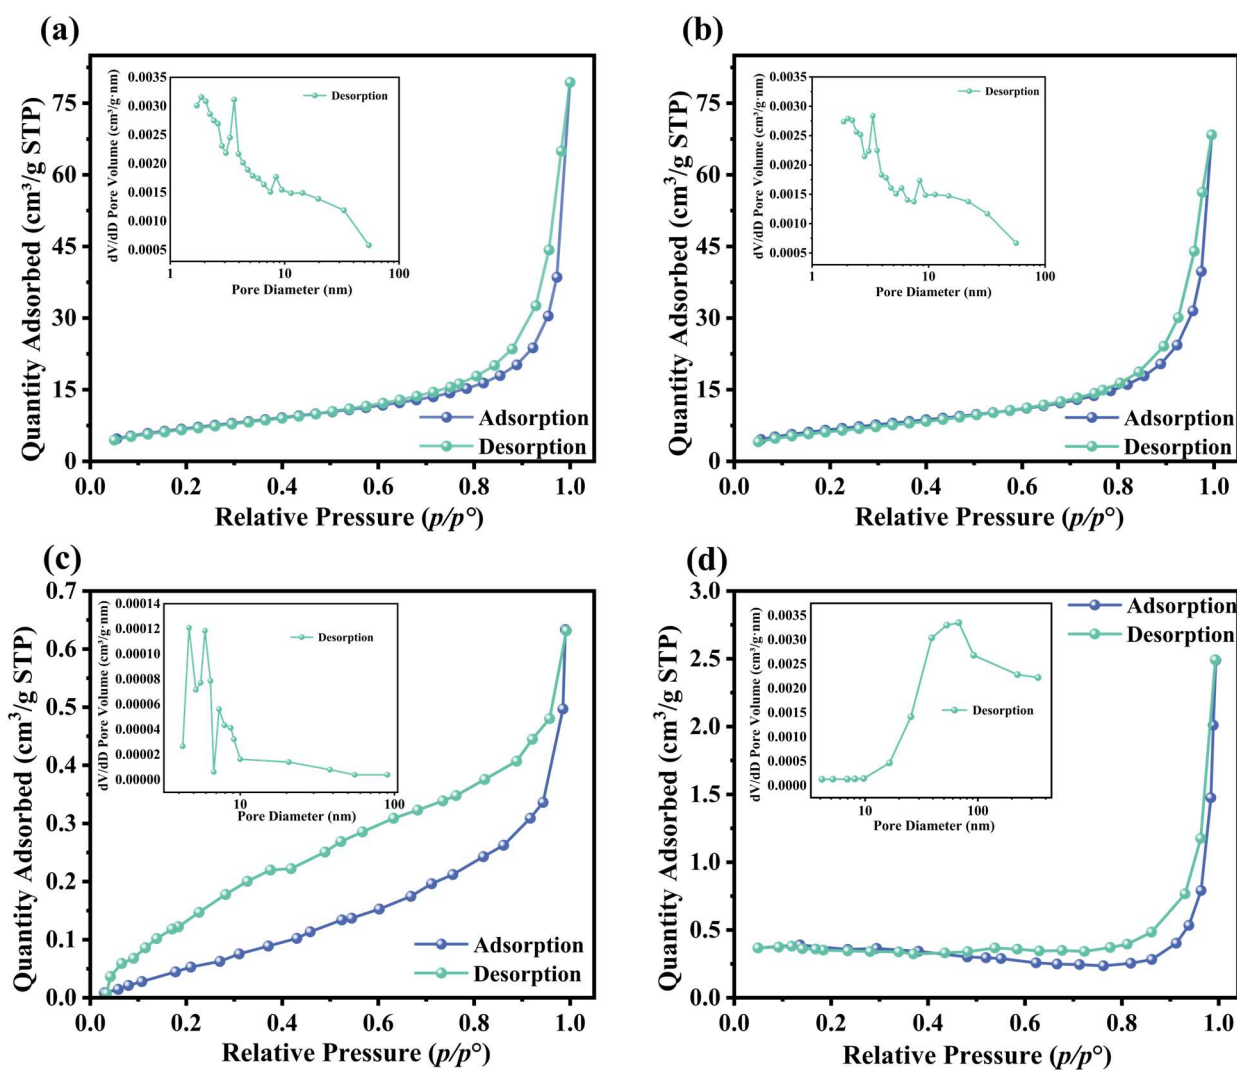 (a)
Quantity Adsorbed (cm³/g STP)
75
60
45
30
15
0
0.0 0.2 0.4 0.6 0.8 1.0
Relative Pressure (p/p°)
Adsorption
Desorption
dV/dD Pore Volume (cm³/g·nm)
0.0035
0.0030
0.0025
0.0020
0.0015
0.0010
0.0005
1 10 100
Pore Diameter (nm)
Desorption
(b)
Quantity Adsorbed (cm³/g STP)
75
60
45
30
15
0
0.0 0.2 0.4 0.6 0.8 1.0
Relative Pressure (p/p°)
Adsorption
Desorption
dV/dD Pore Volume (cm³/g·nm)
0.0035
0.0030
0.0025
0.0020
0.0015
0.0010
0.0005
1 10 100
Pore Diameter (nm)
Desorption
(c)
Quantity Adsorbed (cm³/g STP)
0.7
0.6
0.5
0.4
0.3
0.2
0.1
0.0
0.0 0.2 0.4 0.6 0.8 1.0
Relative Pressure (p/p°)
Adsorption
Desorption
dV/dD Pore Volume (cm³/g·nm)
0.00014
0.00012
0.00010
0.00008
0.00006
0.00004
0.00002
0.00000
10 100
Pore Diameter (nm)
Desorption
(d)
Quantity Adsorbed (cm³/g STP)
3.0
2.5
2.0
1.5
1.0
0.5
0.0
0.0 0.2 0.4 0.6 0.8 1.0
Relative Pressure (p/p°)
Adsorption
Desorption
dV/dD Pore Volume (cm³/g·nm)
0.0035
0.0030
0.0025
0.0020
0.0015
0.0010
0.0005
0.0000
10 100
Pore Diameter (nm)
Desorption